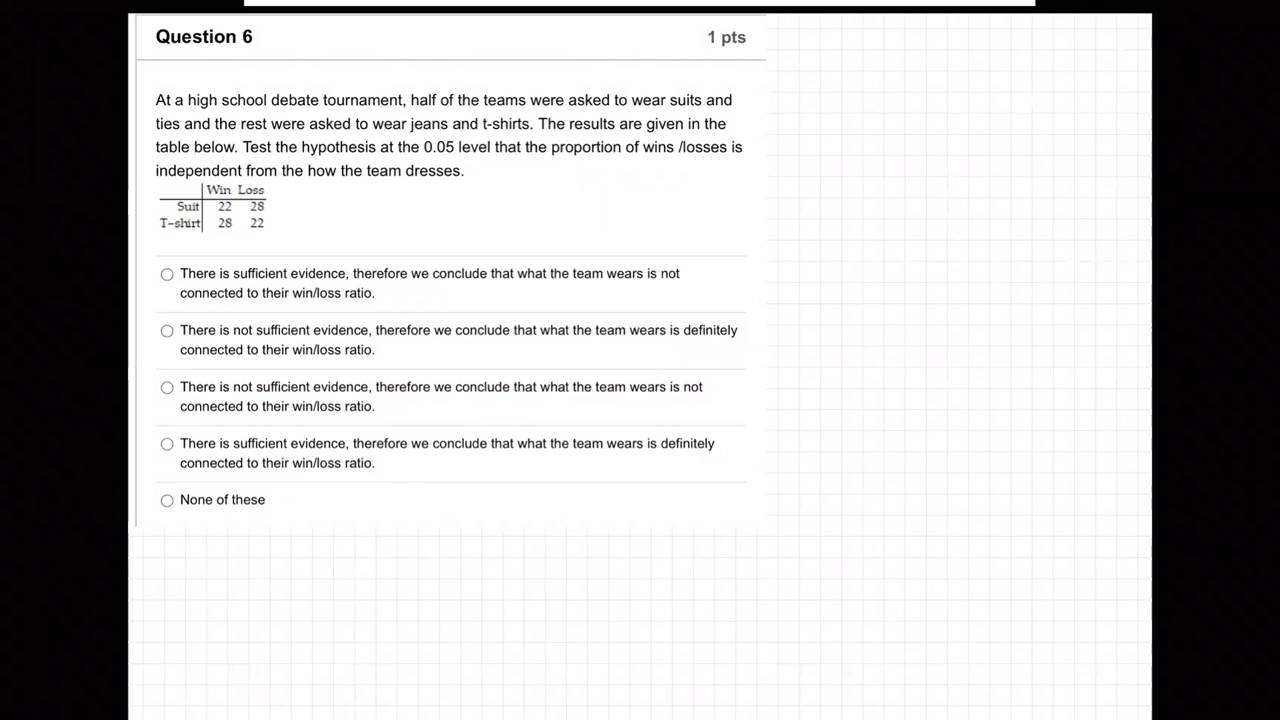 Question 6
1 pts
At a high school debate tournament, half of the teams were asked to wear suits and
ties and the rest were asked to wear jeans and t-shirts. The results are given in the
table below. Test the hypothesis at the 0.05 level that the proportion of wins /losses is
independent from the how the team dresses.
Win Loss
Suit 22 28
T-shirt 28 22
There is sufficient evidence, therefore we conclude that what the team wears is not
connected to their win/loss ratio.
There is not sufficient evidence, therefore we conclude that what the team wears is definitely
connected to their win/loss ratio.
There is not sufficient evidence, therefore we conclude that what the team wears is not
connected to their win/loss ratio.
There is sufficient evidence, therefore we conclude that what the team wears is definitely
connected to their win/loss ratio.
None of these